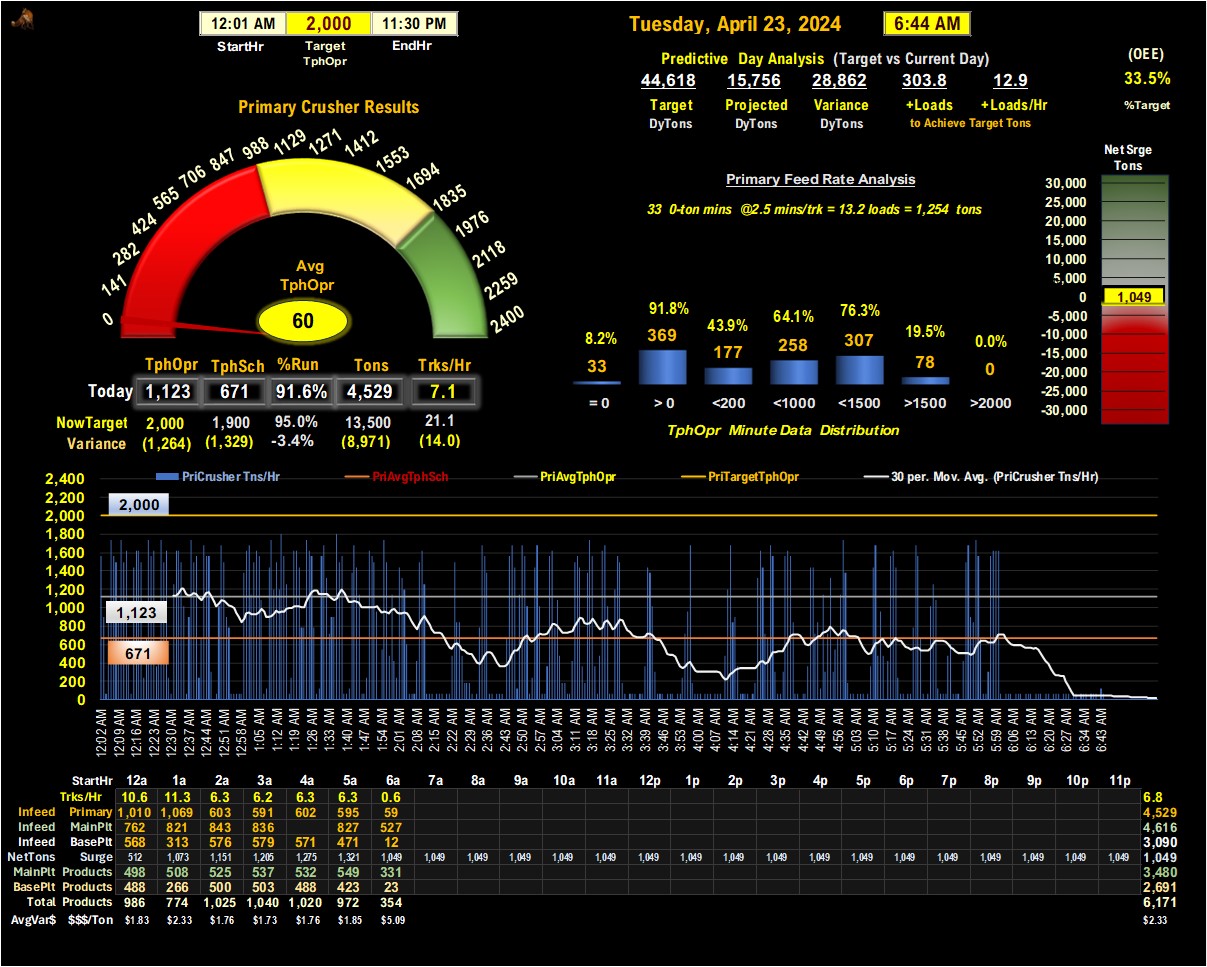 12:01 AM 2,000 11:30 PM
StartHr Target EndHr
TphOpr
Tuesday, April 23, 2024 6:44 AM
Predictive Day Analysis (Target vs Current Day)
44,618 15,756 28,862 303.8 12.9
Target Projected Variance +Loads +Loads/Hr
DyTons DyTons DyTons to Achieve Target Tons
(OEE)
33.5%
%Target
Primary Crusher Results
0 141 282 424 565 706 847 988 1129 1271 1412 1553 1694 1835 1976 2118 2259 2400
Avg
TphOpr
60
TphOpr TphSch %Run Tons Trks/Hr
Today 1,123 671 91.6% 4,529 7.1
NowTarget 2,000 1,900 95.0% 13,500 21.1
Variance (1,264) (1,329) -3.4% (8,971) (14.0)
Primary Feed Rate Analysis
33 0-ton mins @2.5 mins/trk = 13.2 loads = 1,254 tons
8.2% 91.8% 43.9% 64.1% 76.3% 19.5% 0.0%
33 369 177 258 307 78 0
= 0 > 0 <200 <1000 <1500 >1500 >2000
TphOpr Minute Data Distribution
Net Srge
Tons
30,000
25,000
20,000
15,000
10,000
5,000
0 1,049
-5,000
-10,000
-15,000
-20,000
-25,000
-30,000
PriCrusher Tns/Hr PriAvgTphSch PriAvgTphOpr PriTargetTphOpr 30 per. Mov. Avg. (PriCrusher Tns/Hr)
2,400
2,200
2,000
1,800
1,600
1,400
1,200
1,000
800
600
400
200
0
2,000
1,123
671
12:02 AM 12:09 AM 12:16 AM 12:23 AM 12:30 AM 12:37 AM 12:44 AM 12:51 AM 12:58 AM 1:05 AM 1:12 AM 1:19 AM 1:26 AM 1:33 AM 1:40 AM 1:47 AM 1:54 AM 2:01 AM 2:08 AM 2:15 AM 2:22 AM 2:29 AM 2:36 AM 2:43 AM 2:50 AM 2:57 AM 3:04 AM 3:11 AM 3:18 AM 3:25 AM 3:32 AM 3:39 AM 3:46 AM 3:53 AM 4:00 AM 4:07 AM 4:14 AM 4:21 AM 4:28 AM 4:35 AM 4:42 AM 4:49 AM 4:56 AM 5:03 AM 5:10 AM 5:17 AM 5:24 AM 5:31 AM 5:38 AM 5:45 AM 5:52 AM 5:59 AM 6:06 AM 6:13 AM 6:20 AM 6:27 AM 6:34 AM 6:43 AM
StartHr 12a 1a 2a 3a 4a 5a 6a 7a 8a 9a 10a 11a 12p 1p 2p 3p 4p 5p 6p 7p 8p 9p 10p 11p
Trks/Hr 10.6 11.3 6.3 6.2 6.3 6.3 0.6 6.8
Infeed Primary 1,010 1,069 603 591 602 595 59 4,529
Infeed MainPlt 762 821 843 836 827 527 4,616
Infeed BasePlt 568 313 576 579 571 471 12 3,090
NetTons Surge 512 1,073 1,151 1,205 1,275 1,321 1,049 1,049 1,049 1,049 1,049 1,049 1,049 1,049 1,049 1,049 1,049 1,049 1,049 1,049 1,049 1,049 1,049 1,049 1,049
MainPlt Products 498 508 525 537 532 549 331 3,480
BasePlt Products 488 266 500 503 488 423 23 2,691
Total Products 986 774 1,025 1,040 1,020 972 354 6,171
AvgVar$ $$$/Ton $1.83 $2.33 $1.76 $1.73 $1.76 $1.85 $5.09 $2.33